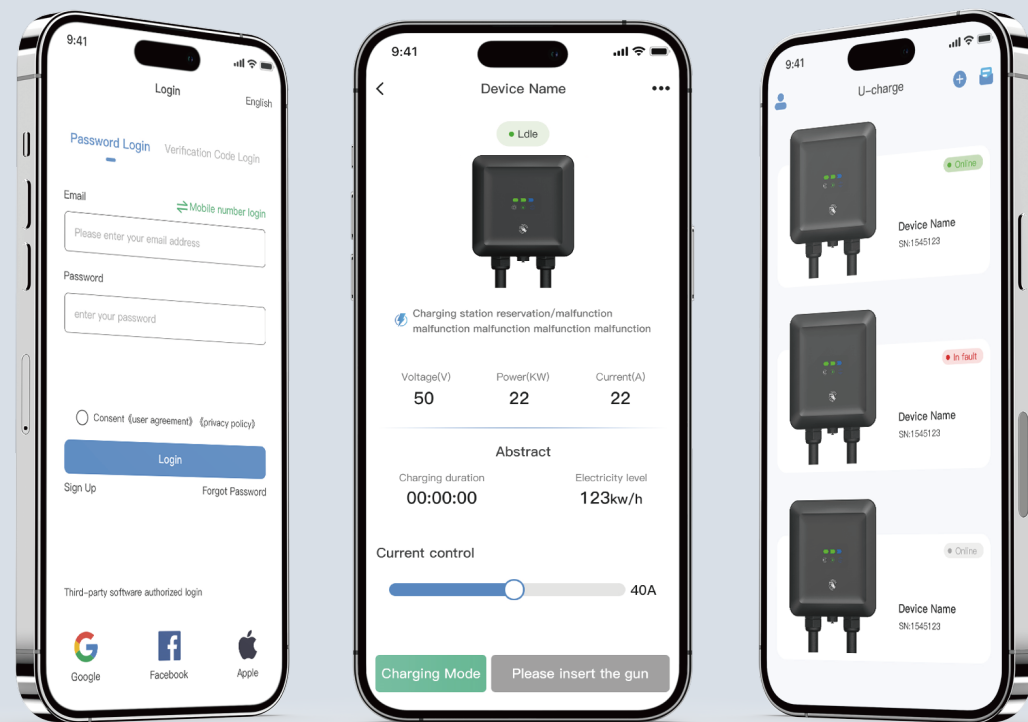 9:41
Login
English
Password Login
Verification Code Login
Email
Mobile number login
Please enter your email address
Password
enter your password
Consent 《user agreement》 《privacy policy》
Login
Sign Up
Forgot Password
Third-party software authorized login
Google
Facebook
Apple
9:41
Device Name
Ldle
Charging station reservation/malfunction
malfunction malfunction malfunction malfunction
Voltage(V)
Power(KW)
Current(A)
50
22
22
Abstract
Charging duration
Electricity level
00:00:00
123kw/h
Current control
40A
Charging Mode
Please insert the gun
9:41
U-charge
Online
Device Name
SN:1545123
In fault
Device Name
SN:1545123
Online
Device Name
SN:1545123